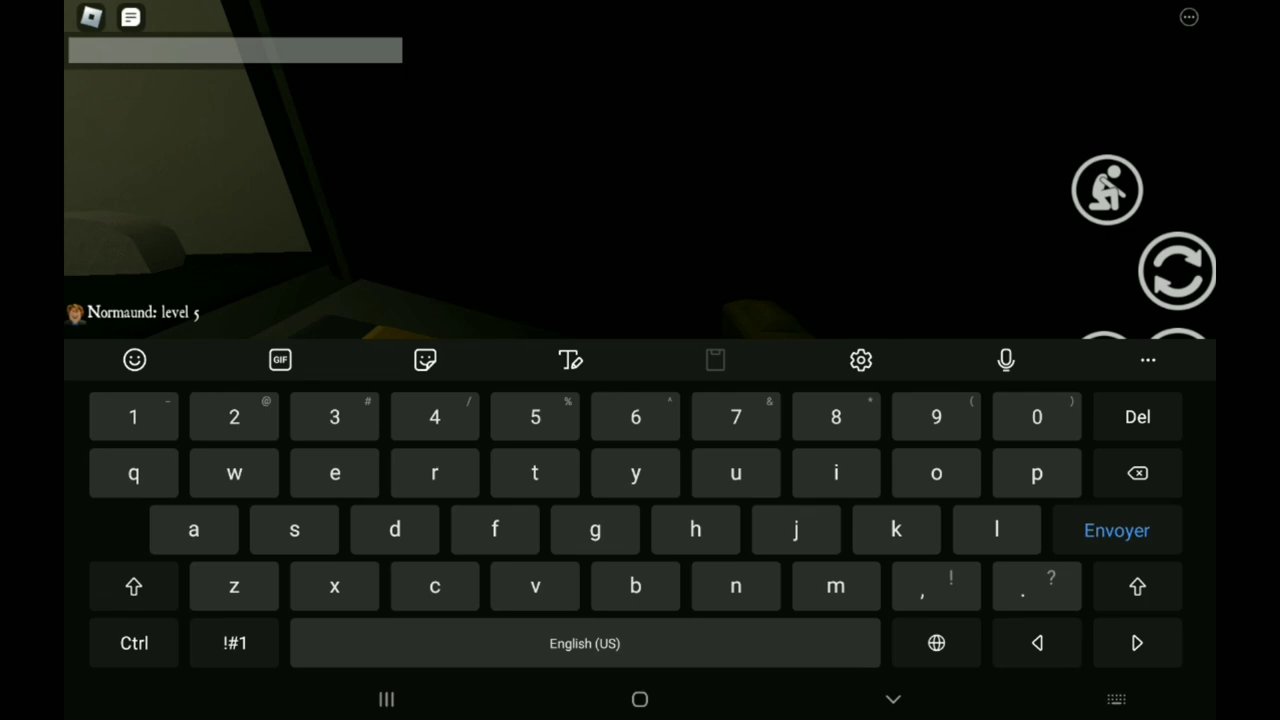 Normaund: level 5
GIF
1 - 2 @ 3 # 4 / 5 % 6 ^ 7 & 8 * 9 ( 0 ) Del
q w e r t y u i o p
a s d f g h j k l Envoyer
z x c v b n m , ! . ?
Ctrl !#1 English (US)